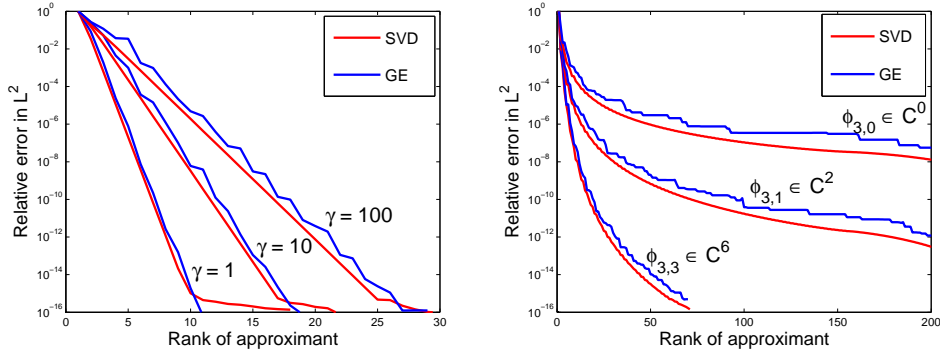 10^0
10^-2
10^-4
10^-6
10^-8
10^-10
10^-12
10^-14
10^-16
Relative error in L^2
0 5 10 15 20 25 30
Rank of approximant
SVD
GE
γ = 100
γ = 10
γ = 1
10^0
10^-2
10^-4
10^-6
10^-8
10^-10
10^-12
10^-14
10^-16
Relative error in L^2
0 50 100 150 200
Rank of approximant
SVD
GE
ϕ_{3,0} ∈ C^0
ϕ_{3,1} ∈ C^2
ϕ_{3,3} ∈ C^6